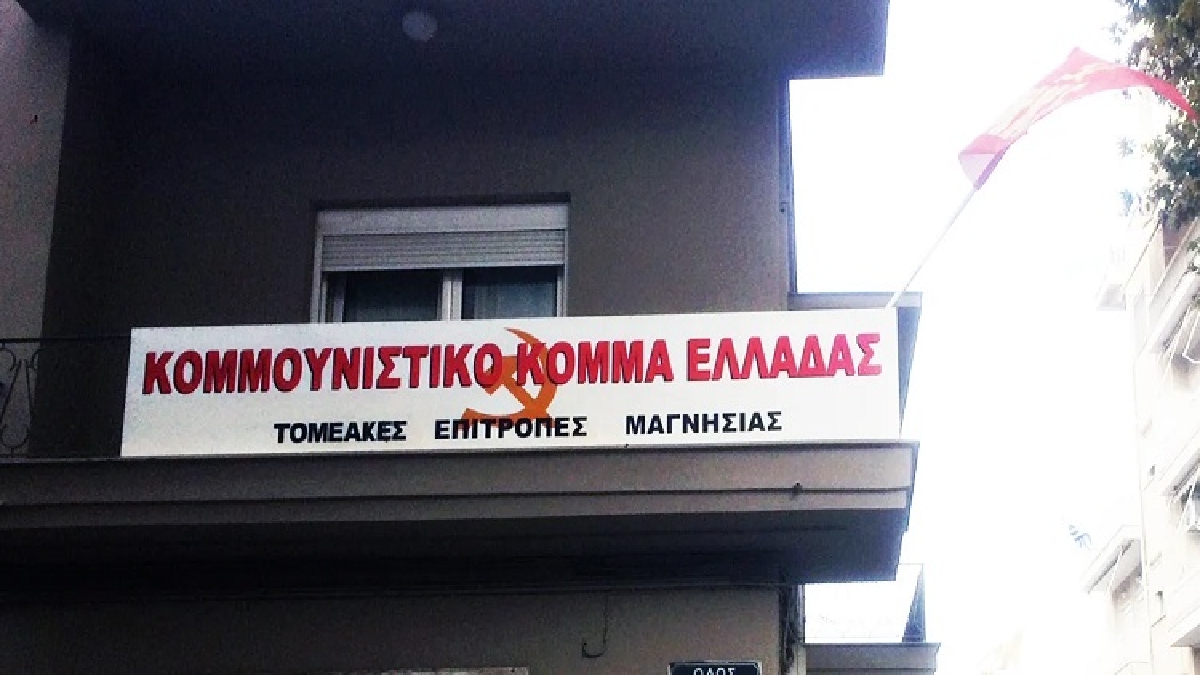 ΚΟΜΜΟΥΝΙΣΤΙΚΟ ΚΟΜΜΑ ΕΛΛΑΔΑΣ
ΤΟΜΕΑΚΕΣ ΕΠΙΤΡΟΠΕΣ ΜΑΓΝΗΣΙΑΣ
ΟΔΟΣ